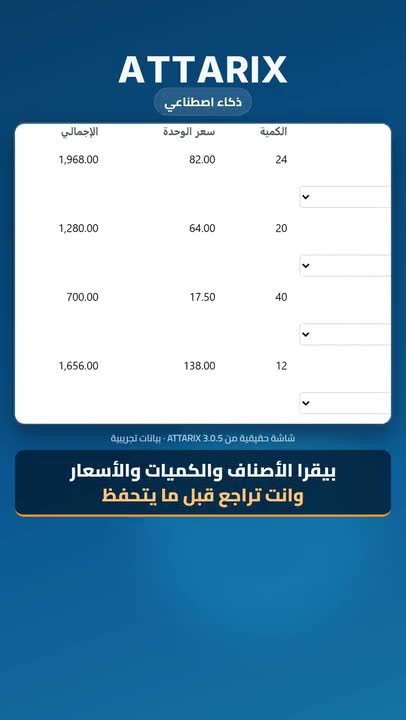 ATTARIX
ذكاء اصطناعي
الكمية سعر الوحدة الإجمالي
24 82.00 1,968.00
20 64.00 1,280.00
40 17.50 700.00
12 138.00 1,656.00
شاشة حقيقية من ATTARIX 3.0.5 · بيانات تجريبية
بيقرا الأصناف والكميات والأسعار
وانت تراجع قبل ما يتحفظ